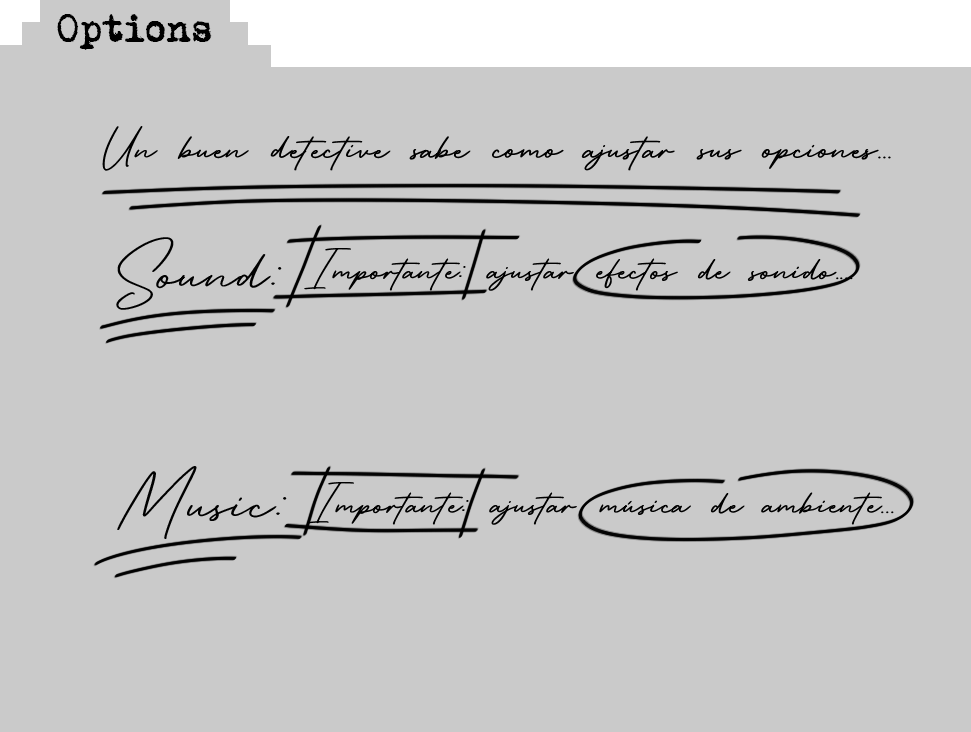 Options
Un buen detective sabe como ajustar sus opciones...
Sound: Importante: ajustar efectos de sonido...
Music: Importante: ajustar música de ambiente...